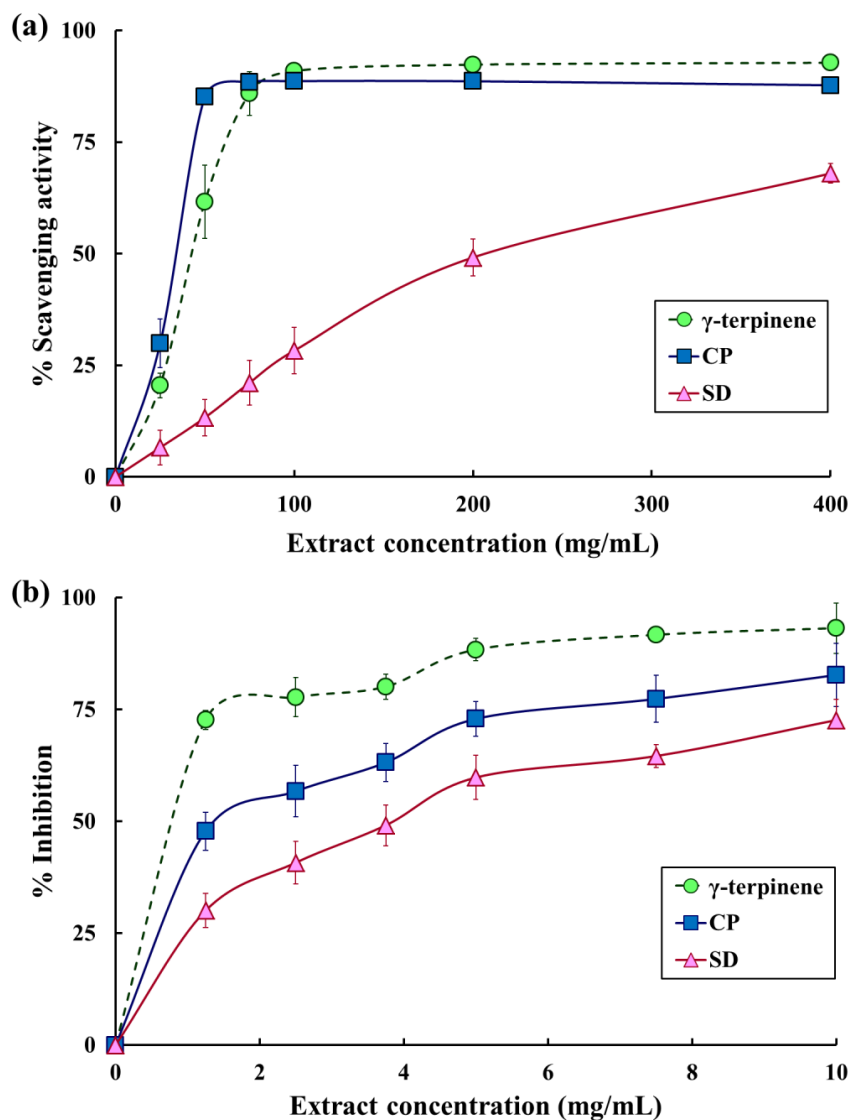 (a)
100
75
50
25
0
% Scavenging activity
γ-terpinene
CP
SD
0 100 200 300 400
Extract concentration (mg/mL)
(b)
100
75
50
25
0
% Inhibition
γ-terpinene
CP
SD
0 2 4 6 8 10
Extract concentration (mg/mL)